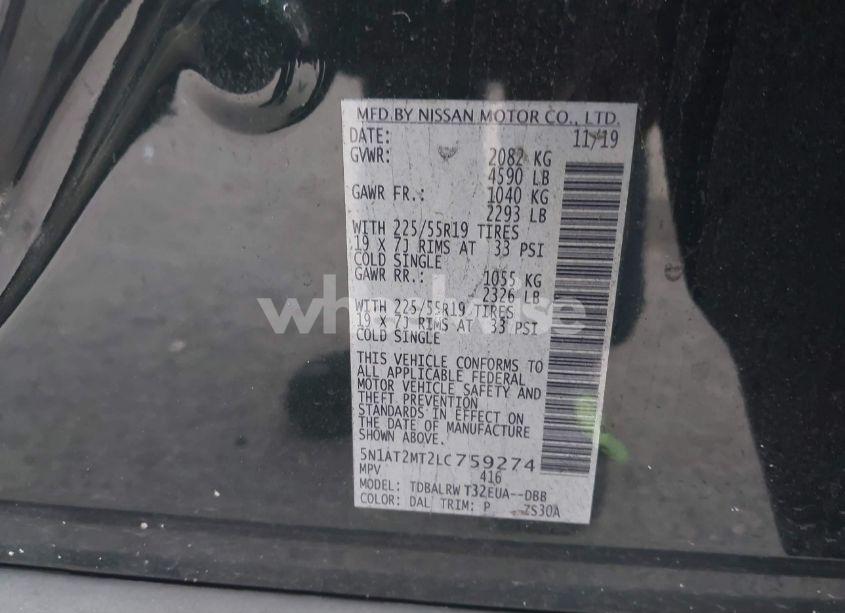 MFD.BY NISSAN MOTOR CO., LTD.
DATE: 11/19
GVWR: 2082 KG
4590 LB
GAWR FR.: 1040 KG
2293 LB
WITH 225/55R19 TIRES
19 X 7J RIMS AT 33 PSI
COLD SINGLE
GAWR RR.: 1055 KG
2326 LB
WITH 225/55R19 TIRES
19 X 7J RIMS AT 33 PSI
COLD SINGLE
THIS VEHICLE CONFORMS TO
ALL APPLICABLE FEDERAL
MOTOR VEHICLE SAFETY AND
THEFT PREVENTION
STANDARDS IN EFFECT ON
THE DATE OF MANUFACTURE
SHOWN ABOVE.
5N1AT2MT2LC759274
MPV 416
MODEL: TDBALRW T32EUA--DBB
COLOR: DAL TRIM: P ZS30A